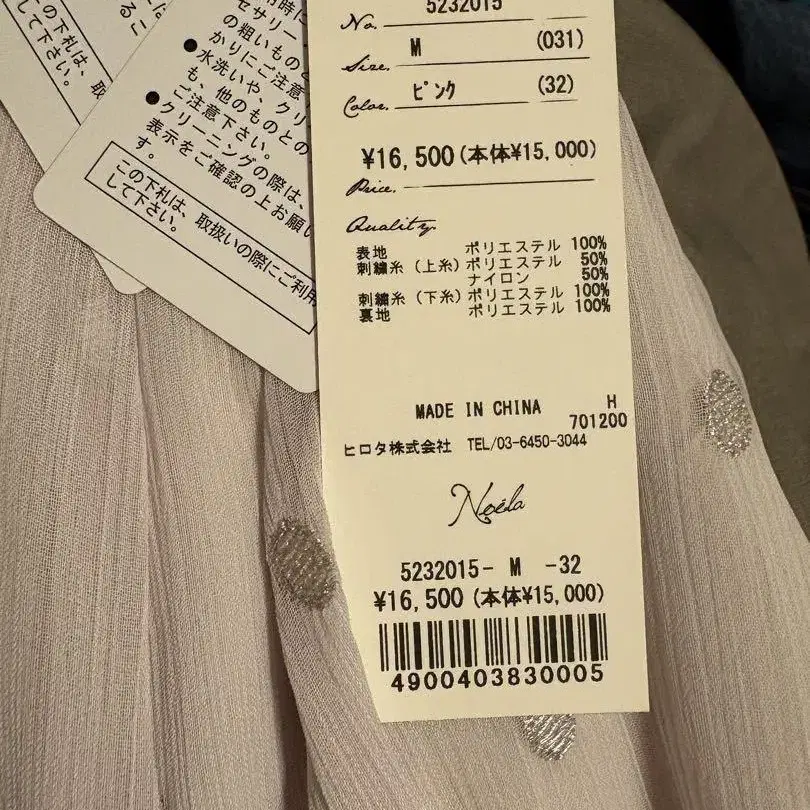 の下札は、取
して下さい。
時に
セサリー
の粗いものと
かりにご注意
●水洗いや、クリ
も、他のものとの
ご注意下さい。
●クリーニングの際は、
表示をご確認の上お願い
す。
この下札は、取扱いの際にご利用
して下さい。
No. 5232015
Size. M (031)
Color. ピンク (32)
¥16,500(本体¥15,000)
Price.
Quality.
表地 ポリエステル 100%
刺繍糸(上糸)ポリエステル 50%
ナイロン 50%
刺繍糸(下糸)ポリエステル 100%
裏地 ポリエステル 100%
MADE IN CHINA H
701200
ヒロタ株式会社 TEL/03-6450-3044
Noéla
5232015- M -32
¥16,500(本体¥15,000)
4900403830005